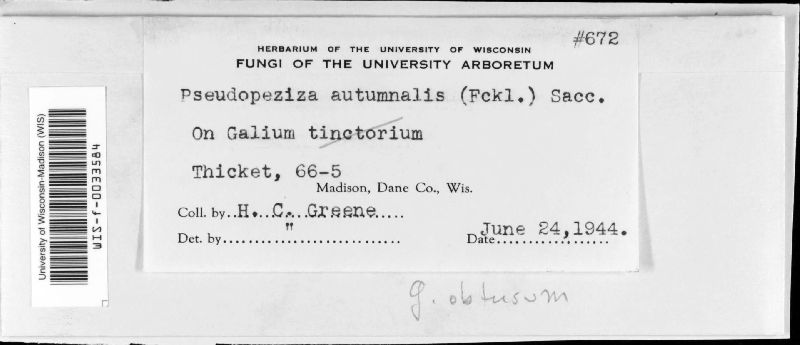 #672
HERBARIUM OF THE UNIVERSITY OF WISCONSIN
FUNGI OF THE UNIVERSITY ARBORETUM
Pseudopeziza autumnalis (Fckl.) Sacc.
On Galium tinctorium
Thicket, 66-5
Madison, Dane Co., Wis.
Coll. by..H...C....Greene.....
"
Det. by............................
Date June 24,1944.
g. obtusum
University of Wisconsin-Madison (WIS)
WIS-f-0033584